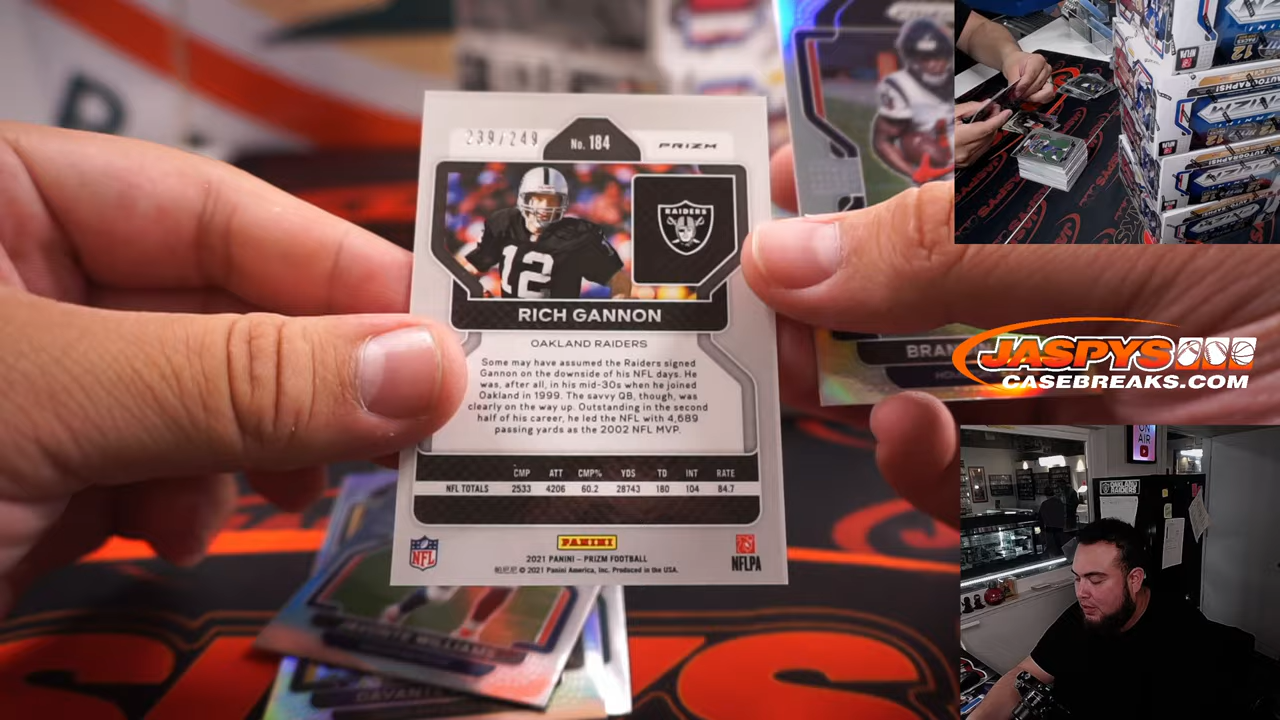 239/249
No. 184
PRIZM
RAIDERS
12
RICH GANNON
OAKLAND RAIDERS
Some may have assumed the Raiders signed
Gannon on the downside of his NFL days. He
was, after all, in his mid-30s when he joined
Oakland in 1999. The savvy QB, though, was
clearly on the way up. Outstanding in the second
half of his career, he led the NFL with 4,689
passing yards as the 2002 NFL MVP.
CMP ATT CMP% YDS TD INT RATE
NFL TOTALS 2533 4206 60.2 28743 180 104 84.7
PANINI
2021 PANINI – PRIZM FOOTBALL
© 2021 Panini America, Inc. Produced in the USA.
NFL
NFLPA
WILLIAMS
JASPYS
CASEBREAKS.COM
ON
AIR
OAKLAND
RAIDERS